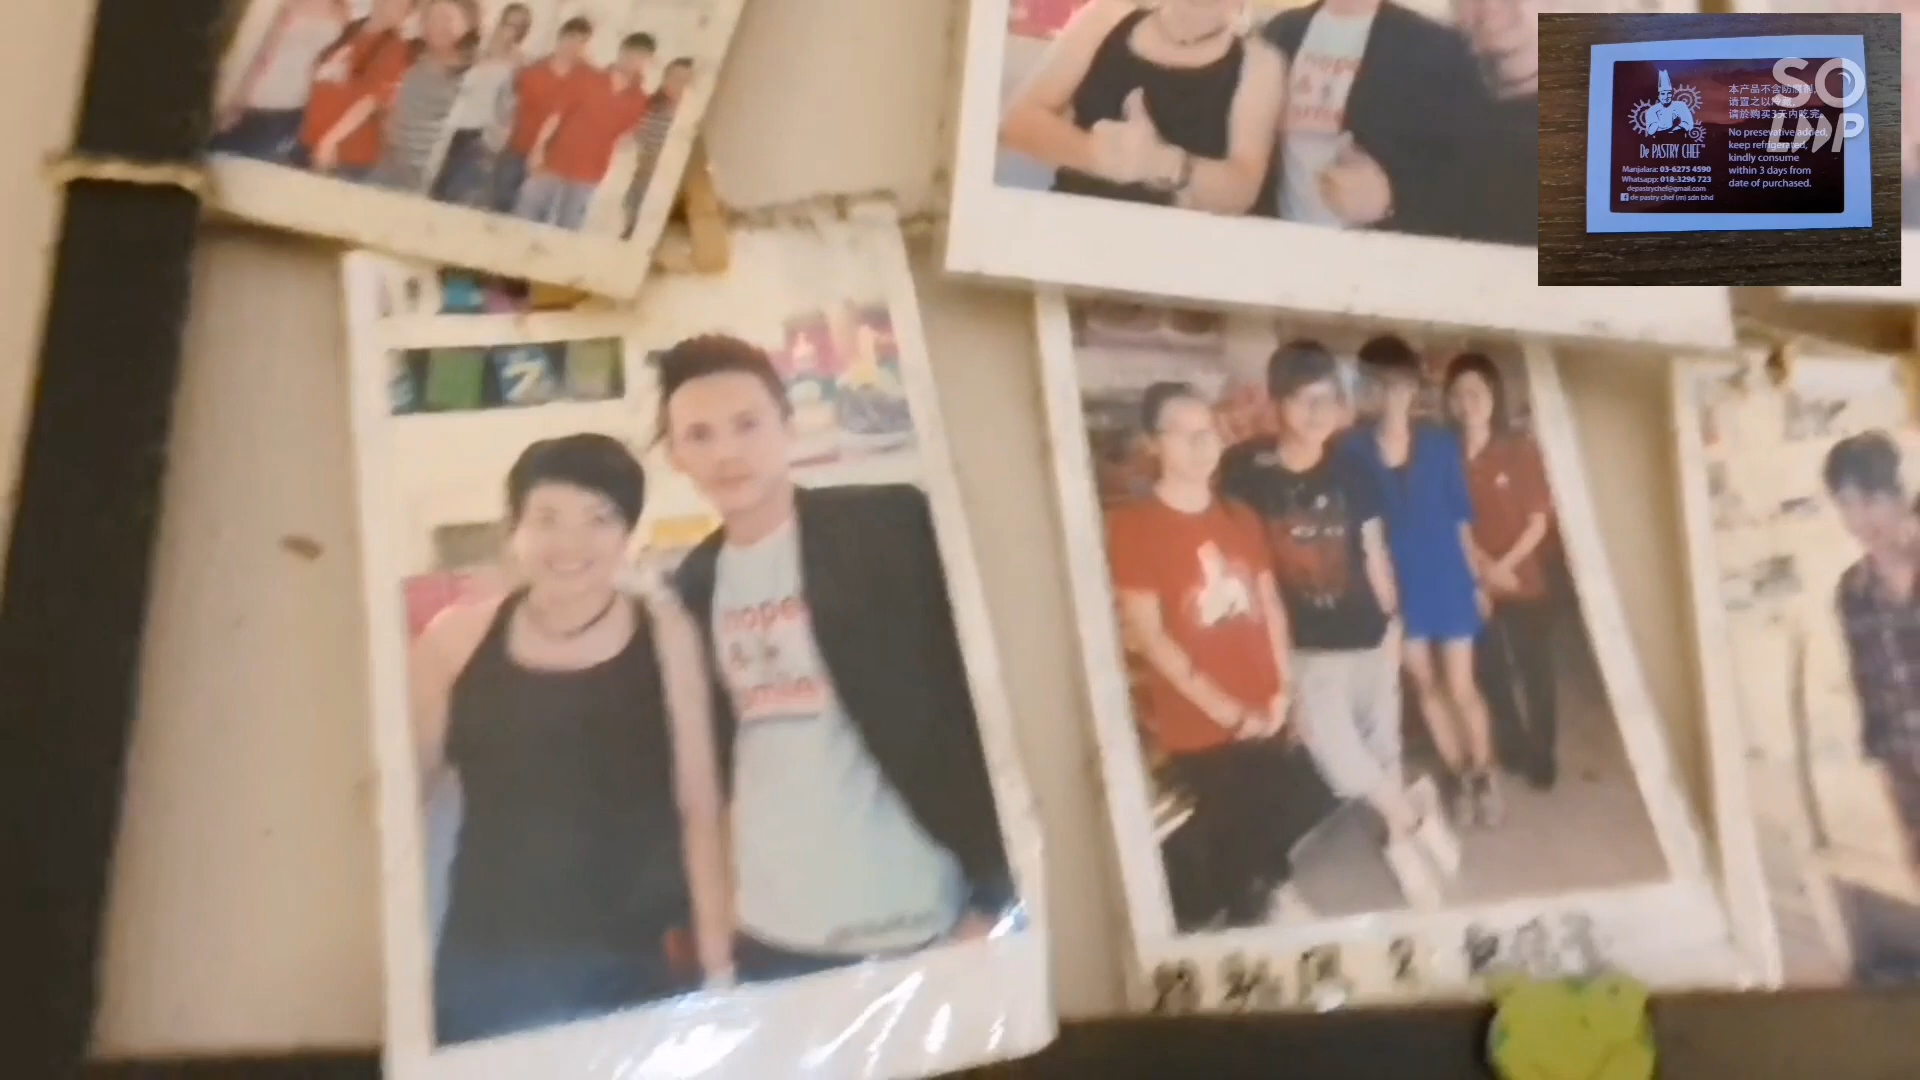 hope
& a
smile
hope
& a
smile
SO
De PASTRY CHEF
Manjalara: 03-6275 4590
Whatsapp: 018-3296 723
depastrychef@gmail.com
de pastry chef (m) sdn bhd
本产品不含防腐剂,
请置之以冷藏,
请於购买3天内吃完。
No presevative added,
keep refrigerated,
kindly consume
within 3 days from
date of purchased.